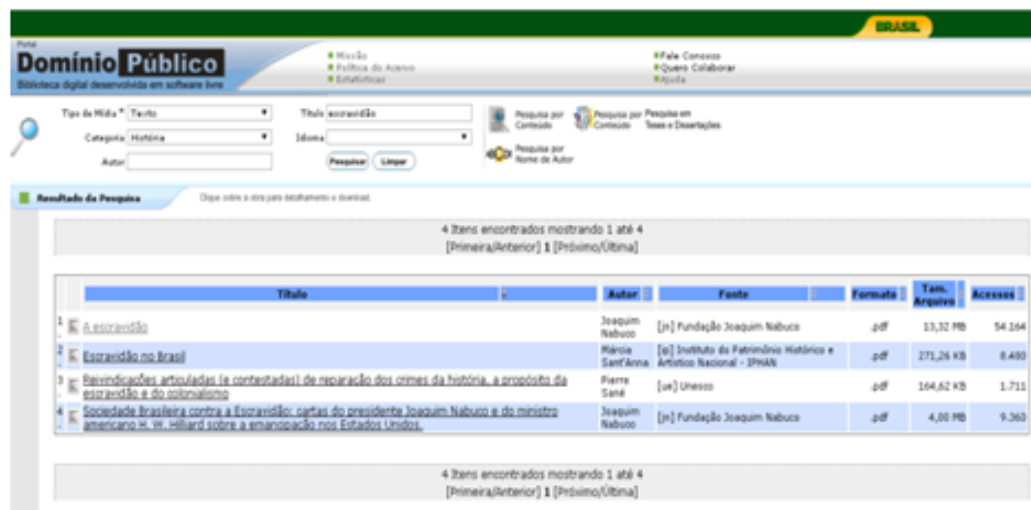 BRASIL
Portal
Domínio Público
Biblioteca digital desenvolvida em software livre
Missão
Política do Acervo
Estatísticas
Fale Conosco
Quero Colaborar
Ajuda
Tipo de Mídia * Texto
Título escravidão
Categoria História
Idioma
Autor
Pesquisar Limpar
Pesquisa por Conteúdo
Pesquisa por Conteúdo
Pesquisa em Teses e Dissertações
Pesquisa por Nome de Autor
Resultado da Pesquisa
Clique sobre a obra para detalhamento e download.
4 Itens encontrados mostrando 1 até 4
[Primeira/Anterior] 1 [Próximo/Última]
Título Autor Fonte Formato Tam. Arquivo Acessos
1. A escravidão Joaquim Nabuco [jn] Fundação Joaquim Nabuco .pdf 13,32 MB 54.164
2. Escravidão no Brasil Márcia Sant'Anna [ip] Instituto do Patrimônio Histórico e Artístico Nacional - IPHAN .pdf 271,26 KB 8.480
3. Reivindicações articuladas (e contestadas) de reparação dos crimes da história, a propósito da
escravidão e do colonialismo Pierre Sané [ue] Unesco .pdf 164,62 KB 1.711
4. Sociedade Brasileira contra a Escravidão: cartas do presidente Joaquim Nabuco e do ministro
americano H. W. Hilliard sobre a emancipação nos Estados Unidos. Joaquim Nabuco [jn] Fundação Joaquim Nabuco .pdf 4,00 MB 9.360
4 Itens encontrados mostrando 1 até 4
[Primeira/Anterior] 1 [Próximo/Última]